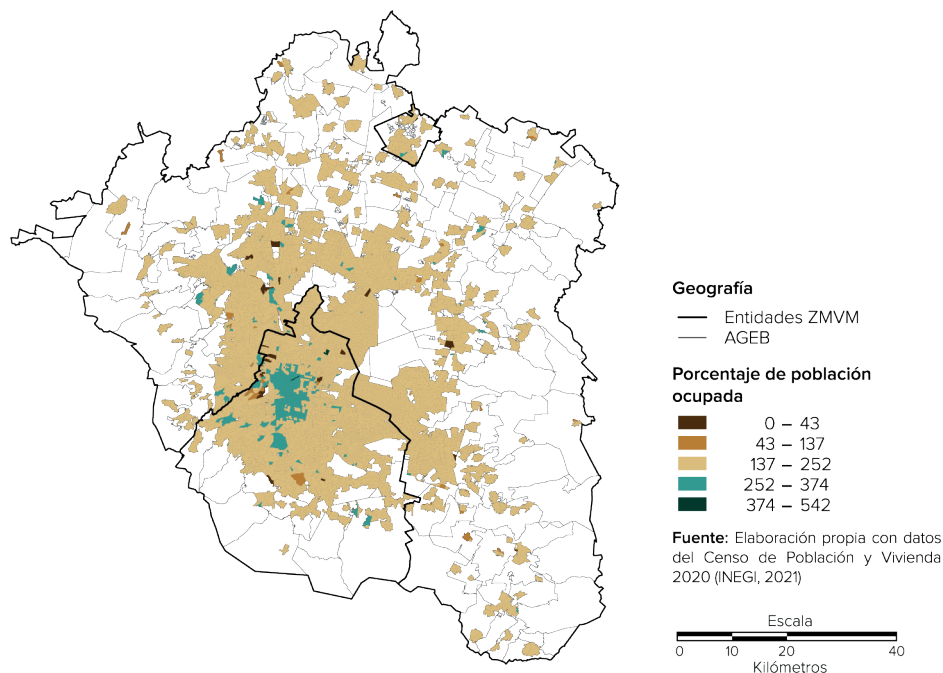 Geografía
Entidades ZMVM
AGEB
Porcentaje de población
ocupada
0 – 43
43 – 137
137 – 252
252 – 374
374 – 542
Fuente: Elaboración propia con datos
del Censo de Población y Vivienda
2020 (INEGI, 2021)
Escala
0 10 20 40
Kilómetros